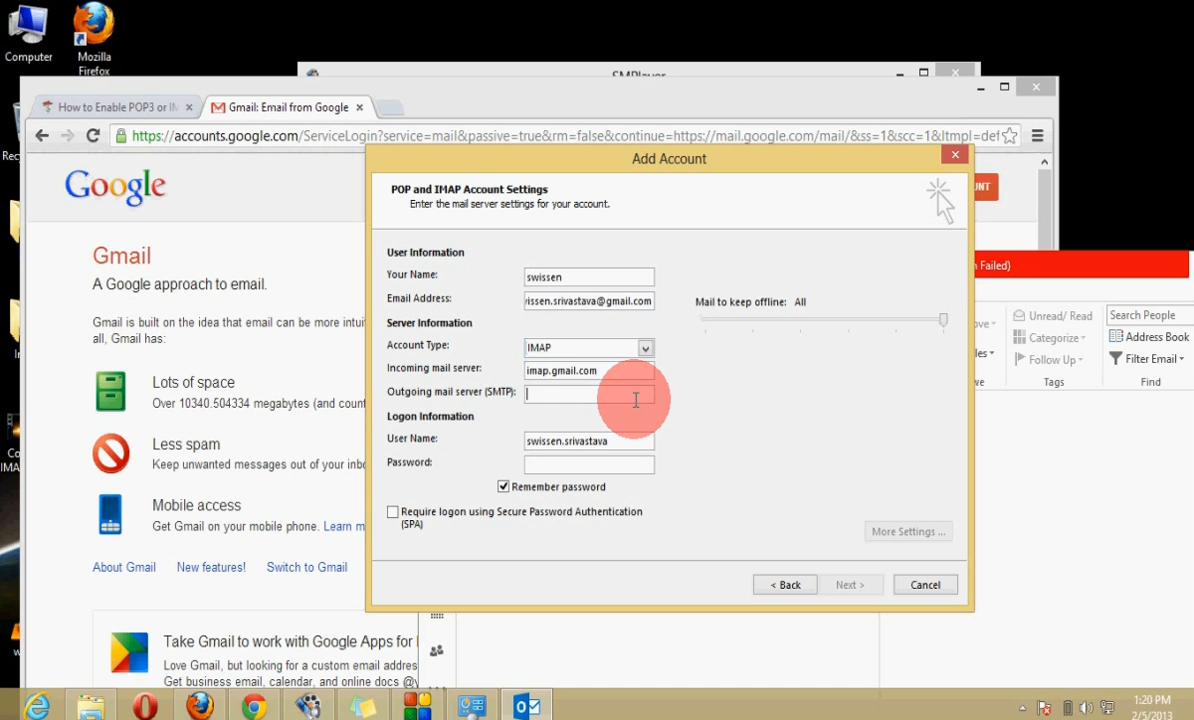 Computer
Mozilla
Firefox
SMPlayer
How to Enable POP3 or IM
Gmail: Email from Google
https://accounts.google.com/ServiceLogin?service=mail&passive=true&rm=false&continue=https://mail.google.com/mail/&ss=1&scc=1&ltmpl=def
Google
Add Account
POP and IMAP Account Settings
Enter the mail server settings for your account.
Gmail
A Google approach to email.
Gmail is built on the idea that email can be more intui
all, Gmail has:
Lots of space
Over 10340.504334 megabytes (and count
Less spam
Keep unwanted messages out of your inbo
Mobile access
Get Gmail on your mobile phone. Learn m
About Gmail New features! Switch to Gmail
Take Gmail to work with Google Apps for
Love Gmail, but looking for a custom email addres
Get business email, calendar, and online docs @y
User Information
Your Name: swissen
Email Address: vissen.srivastava@gmail.com
Server Information
Account Type: IMAP
Incoming mail server: imap.gmail.com
Outgoing mail server (SMTP):
Logon Information
User Name: swissen.srivastava
Password:
Remember password
Require logon using Secure Password Authentication
(SPA)
Mail to keep offline: All
More Settings ...
< Back Next > Cancel
UNT
n Failed)
Unread/ Read
Categorize
Follow Up
Tags
Search People
Address Book
Filter Email
Find
1:20 PM
2/5/2013